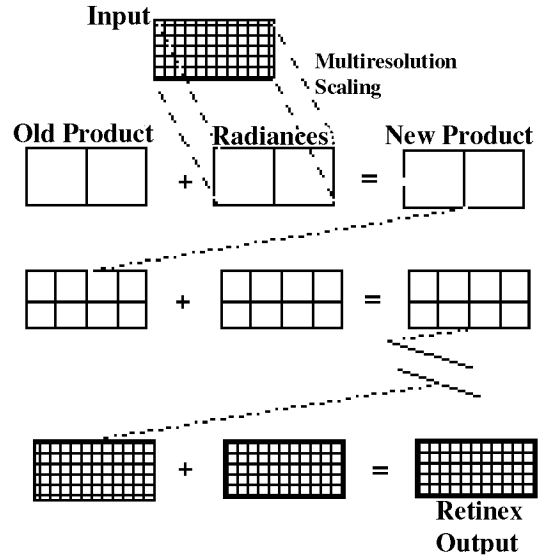 Input
Multiresolution
Scaling
Old Product
Radiances
New Product
+ =
+ =
+ =
Retinex
Output